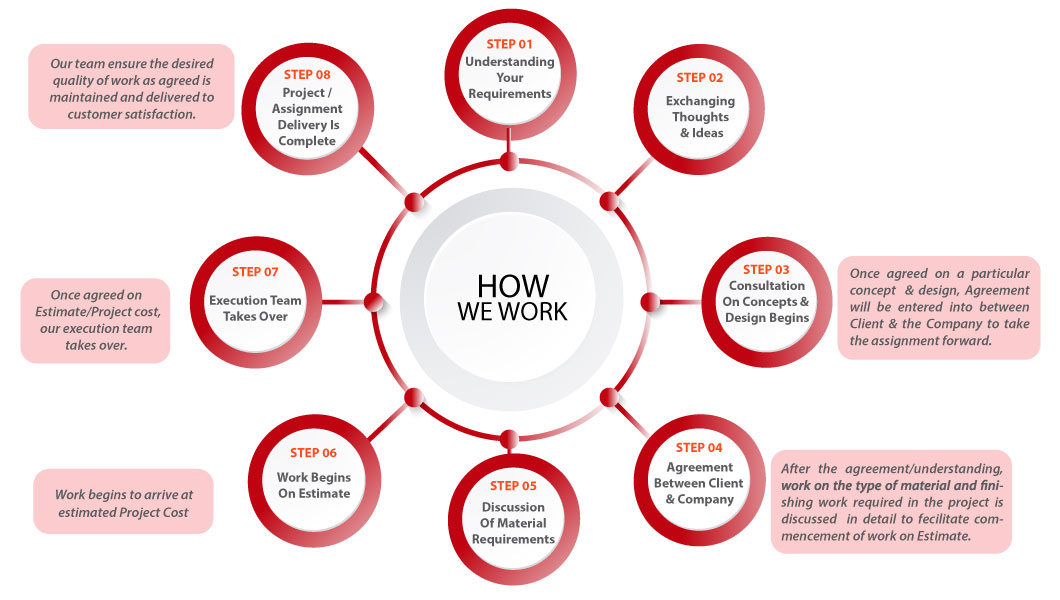 HOW
WE WORK
STEP 01
Understanding
Your
Requirements
STEP 02
Exchanging
Thoughts
& Ideas
STEP 03
Consultation
On Concepts &
Design Begins
Once agreed on a particular
concept & design, Agreement
will be entered into between
Client & the Company to take
the assignment forward.
STEP 04
Agreement
Between Client
& Company
After the agreement/understanding,
work on the type of material and fini-
shing work required in the project is
discussed in detail to fecilitate com-
mencement of work on Estimate.
STEP 05
Discussion
Of Material
Requirements
STEP 06
Work Begins
On Estimate
Work begins to arrive at
estimated Project Cost
STEP 07
Execution Team
Takes Over
Once agreed on
Estimate/Project cost,
our execution team
takes over.
STEP 08
Project /
Assignment
Delivery Is
Complete
Our team ensure the desired
quality of work as agreed is
maintained and delivered to
customer satisfaction.